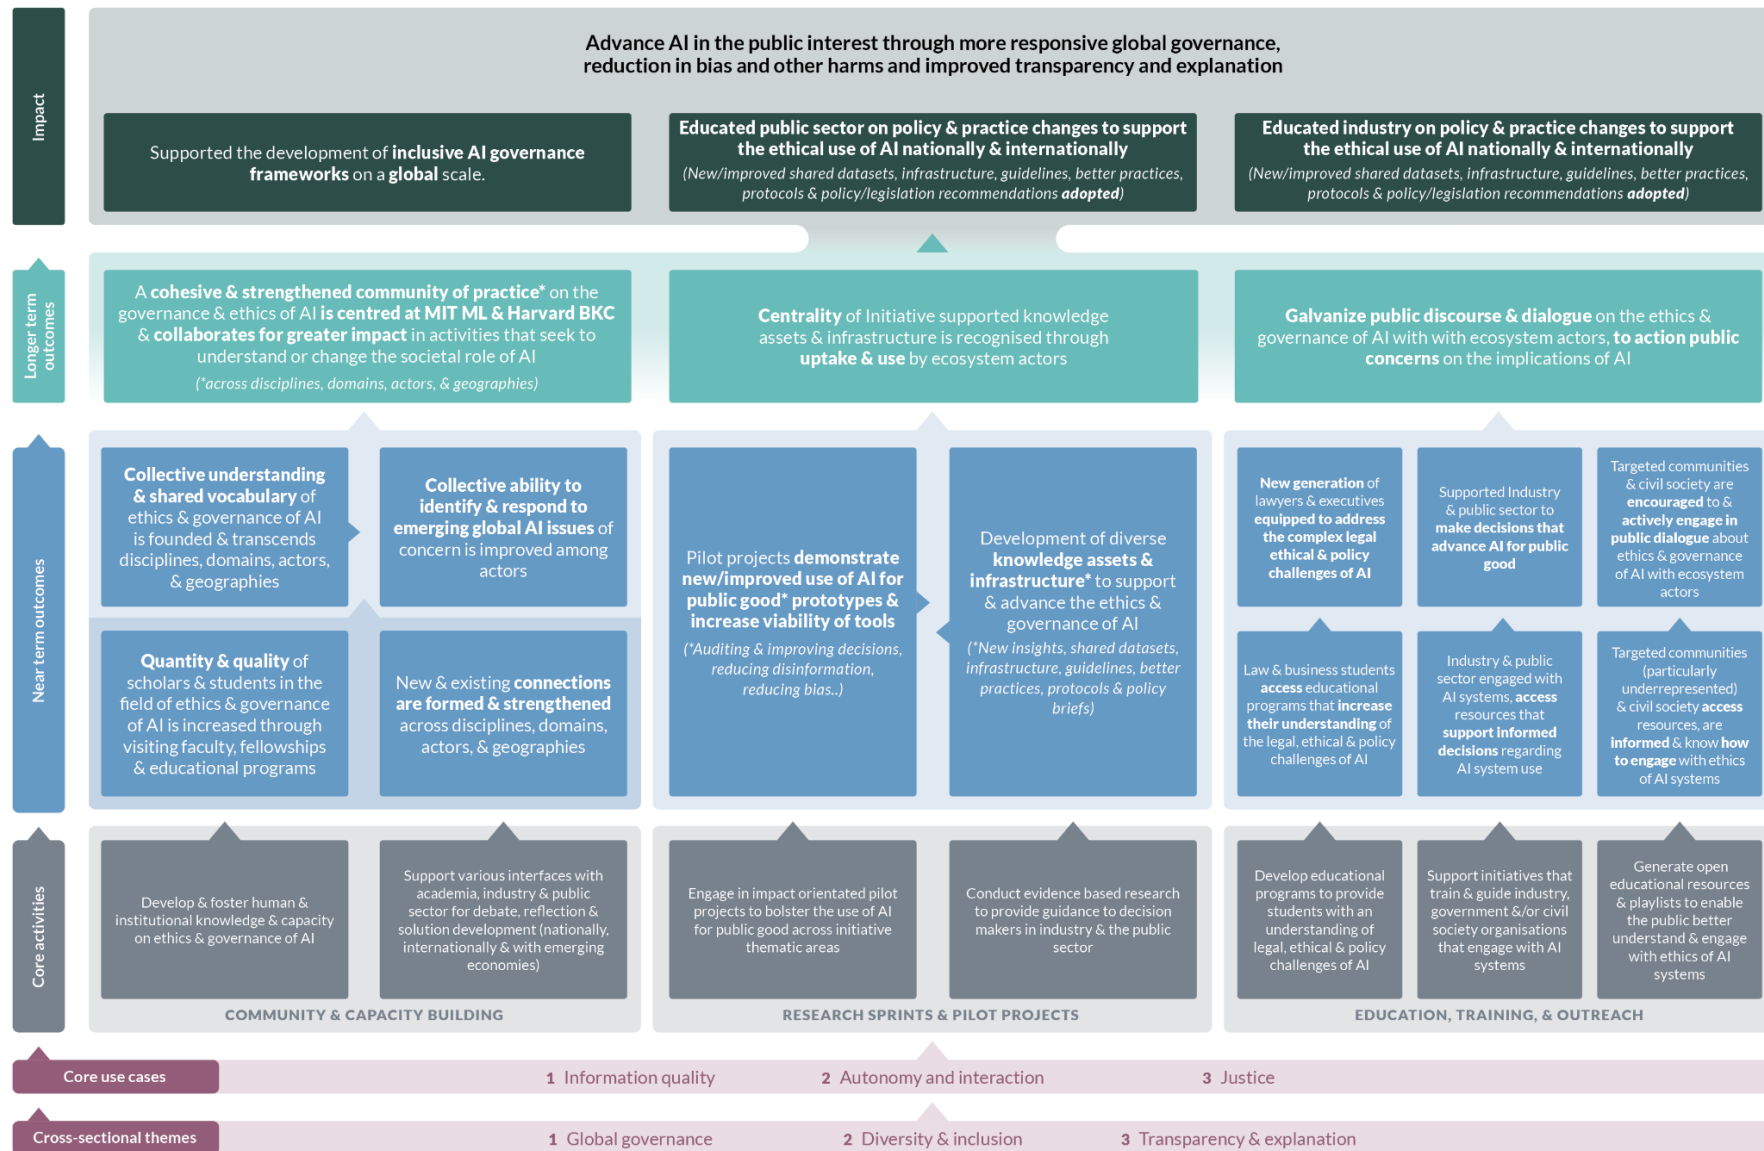 Impact
Advance AI in the public interest through more responsive global governance,
reduction in bias and other harms and improved transparency and explanation
Supported the development of inclusive AI governance
frameworks on a global scale.
Educated public sector on policy & practice changes to support
the ethical use of AI nationally & internationally
(New/improved shared datasets, infrastructure, guidelines, better practices,
protocols & policy/legislation recommendations adopted)
Educated industry on policy & practice changes to support
the ethical use of AI nationally & internationally
(New/improved shared datasets, infrastructure, guidelines, better practices,
protocols & policy/legislation recommendations adopted)
Longer term
outcomes
A cohesive & strengthened community of practice* on the
governance & ethics of AI is centred at MIT ML & Harvard BKC
& collaborates for greater impact in activities that seek to
understand or change the societal role of AI
(*across disciplines, domains, actors, & geographies)
Centrality of Initiative supported knowledge
assets & infrastructure is recognised through
uptake & use by ecosystem actors
Galvanize public discourse & dialogue on the ethics &
governance of AI with with ecosystem actors, to action public
concerns on the implications of AI
Near term outcomes
Collective understanding
& shared vocabulary of
ethics & governance of AI
is founded & transcends
disciplines, domains, actors,
& geographies
Collective ability to
identify & respond to
emerging global AI issues of
concern is improved among
actors
Quantity & quality of
scholars & students in the
field of ethics & governance
of AI is increased through
visiting faculty, fellowships
& educational programs
New & existing connections
are formed & strengthened
across disciplines, domains,
actors, & geographies
Pilot projects demonstrate
new/improved use of AI for
public good* prototypes &
increase viability of tools
(*Auditing & improving decisions,
reducing disinformation,
reducing bias..)
Development of diverse
knowledge assets &
infrastructure* to support
& advance the ethics &
governance of AI
(*New insights, shared datasets,
infrastructure, guidelines, better
practices, protocols & policy
briefs)
New generation of
lawyers & executives
equipped to address
the complex legal
ethical & policy
challenges of AI
Supported Industry
& public sector to
make decisions that
advance AI for public
good
Targeted communities
& civil society are
encouraged to &
actively engage in
public dialogue about
ethics & governance
of AI with ecosystem
actors
Law & business students
access educational
programs that increase
their understanding of
the legal, ethical & policy
challenges of AI
Industry & public
sector engaged with
AI systems, access
resources that
support informed
decisions regarding
AI system use
Targeted communities
(particularly
underrepresented)
& civil society access
resources, are
informed & know how
to engage with ethics
of AI systems
Core activities
Develop & foster human &
institutional knowledge & capacity
on ethics & governance of AI
Support various interfaces with
academia, industry & public
sector for debate, reflection &
solution development (nationally,
internationally & with emerging
economies)
COMMUNITY & CAPACITY BUILDING
Engage in impact orientated pilot
projects to bolster the use of AI
for public good across initiative
thematic areas
Conduct evidence based research
to provide guidance to decision
makers in industry & the public
sector
RESEARCH SPRINTS & PILOT PROJECTS
Develop educational
programs to provide
students with an
understanding of
legal, ethical & policy
challenges of AI
Support initiatives that
train & guide industry,
government &/or civil
society organisations
that engage with AI
systems
Generate open
educational resources
& playlists to enable
the public better
understand & engage
with ethics of AI
systems
EDUCATION, TRAINING, & OUTREACH
Core use cases
1 Information quality
2 Autonomy and interaction
3 Justice
Cross-sectional themes
1 Global governance
2 Diversity & inclusion
3 Transparency & explanation